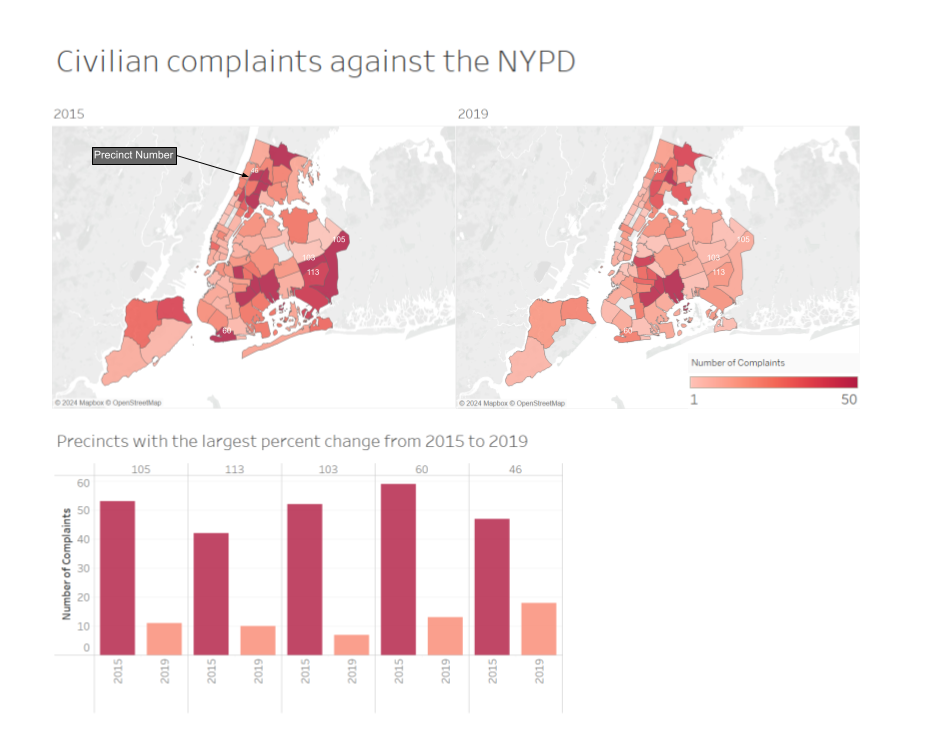 Civilian complaints against the NYPD
2015
2019
Precinct Number
46
105
103
113
60
© 2024 Mapbox © OpenStreetMap
46
105
103
113
60
© 2024 Mapbox © OpenStreetMap
Number of Complaints
1 50
Precincts with the largest percent change from 2015 to 2019
105 113 103 60 46
Number of Complaints
60
50
40
30
20
10
0
2015 2019 2015 2019 2015 2019 2015 2019 2015 2019